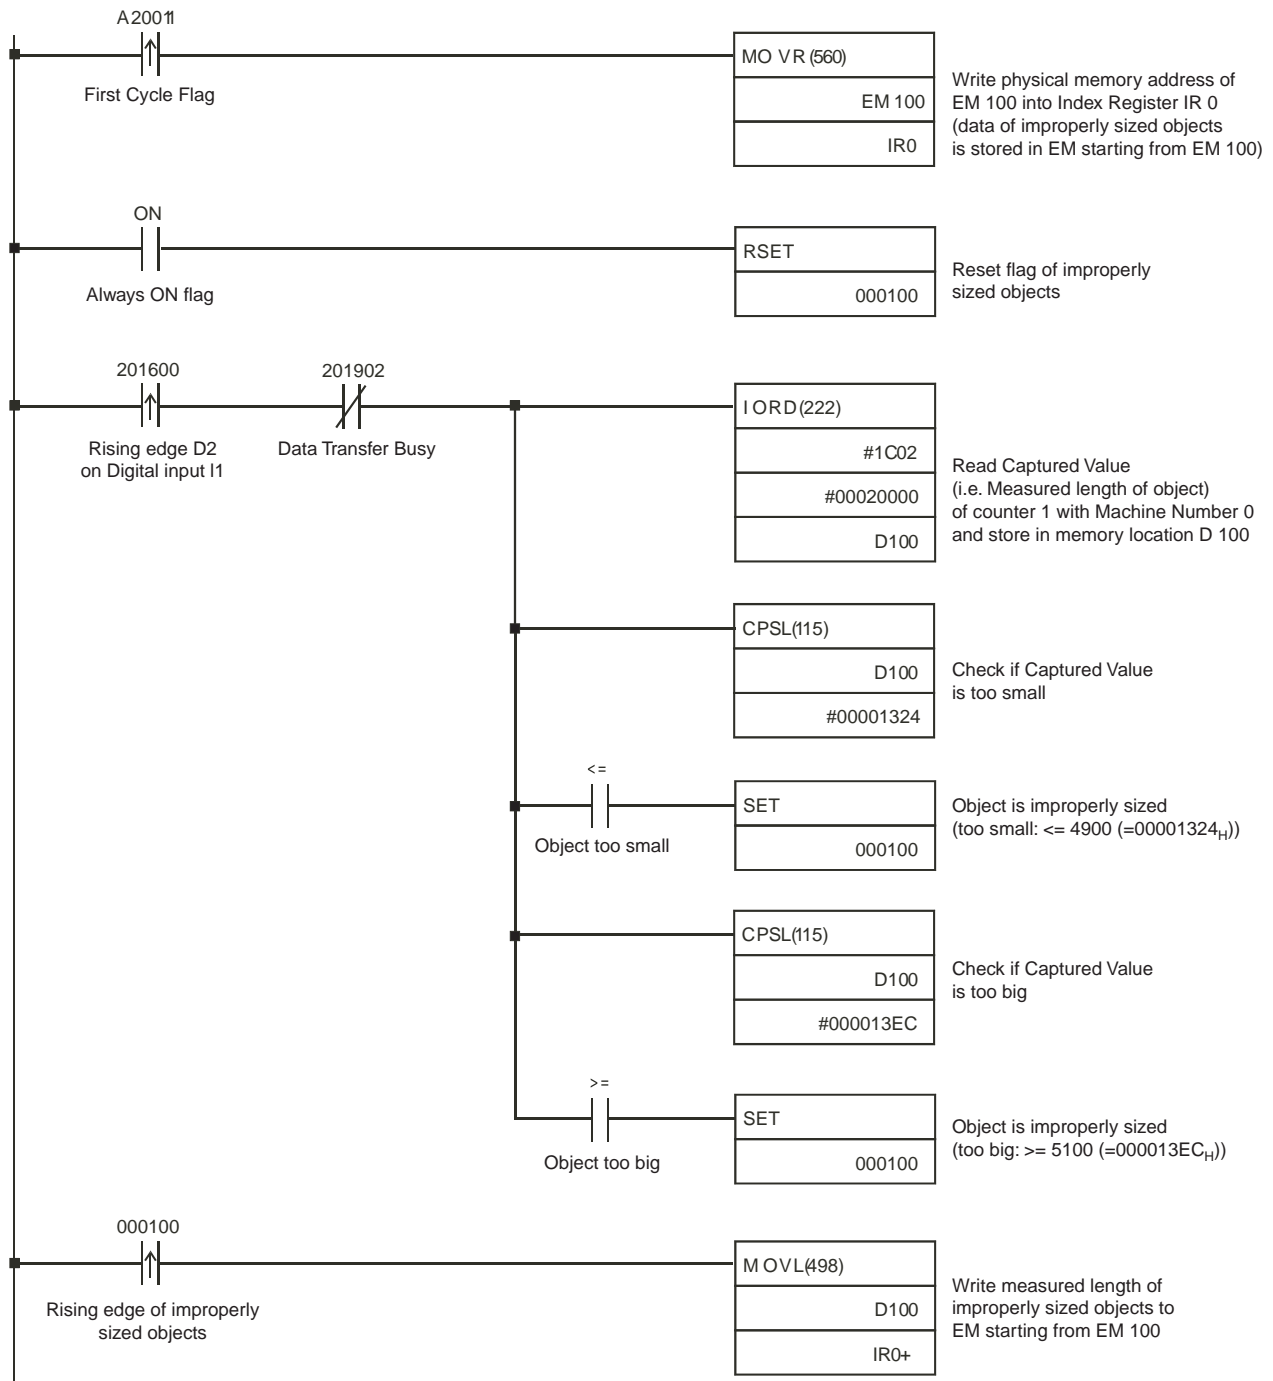 A20011
MOVR(560)
EM 100
IR0
First Cycle Flag
Write physical memory address of
EM 100 into Index Register IR 0
(data of improperly sized objects
is stored in EM starting from EM 100)
ON
RSET
000100
Always ON flag
Reset flag of improperly
sized objects
201600
201902
IORD(222)
#1C02
#00020000
D100
Rising edge D2
on Digital input I1
Data Transfer Busy
Read Captured Value
(i.e. Measured length of object)
of counter 1 with Machine Number 0
and store in memory location D 100
CPSL(115)
D100
#00001324
Check if Captured Value
is too small
<=
SET
000100
Object too small
Object is improperly sized
(too small: <= 4900 (=00001324H))
CPSL(115)
D100
#000013EC
Check if Captured Value
is too big
>=
SET
000100
Object too big
Object is improperly sized
(too big: >= 5100 (=000013ECH))
000100
MOVL(498)
D100
IR0+
Rising edge of improperly
sized objects
Write measured length of
improperly sized objects to
EM starting from EM 100